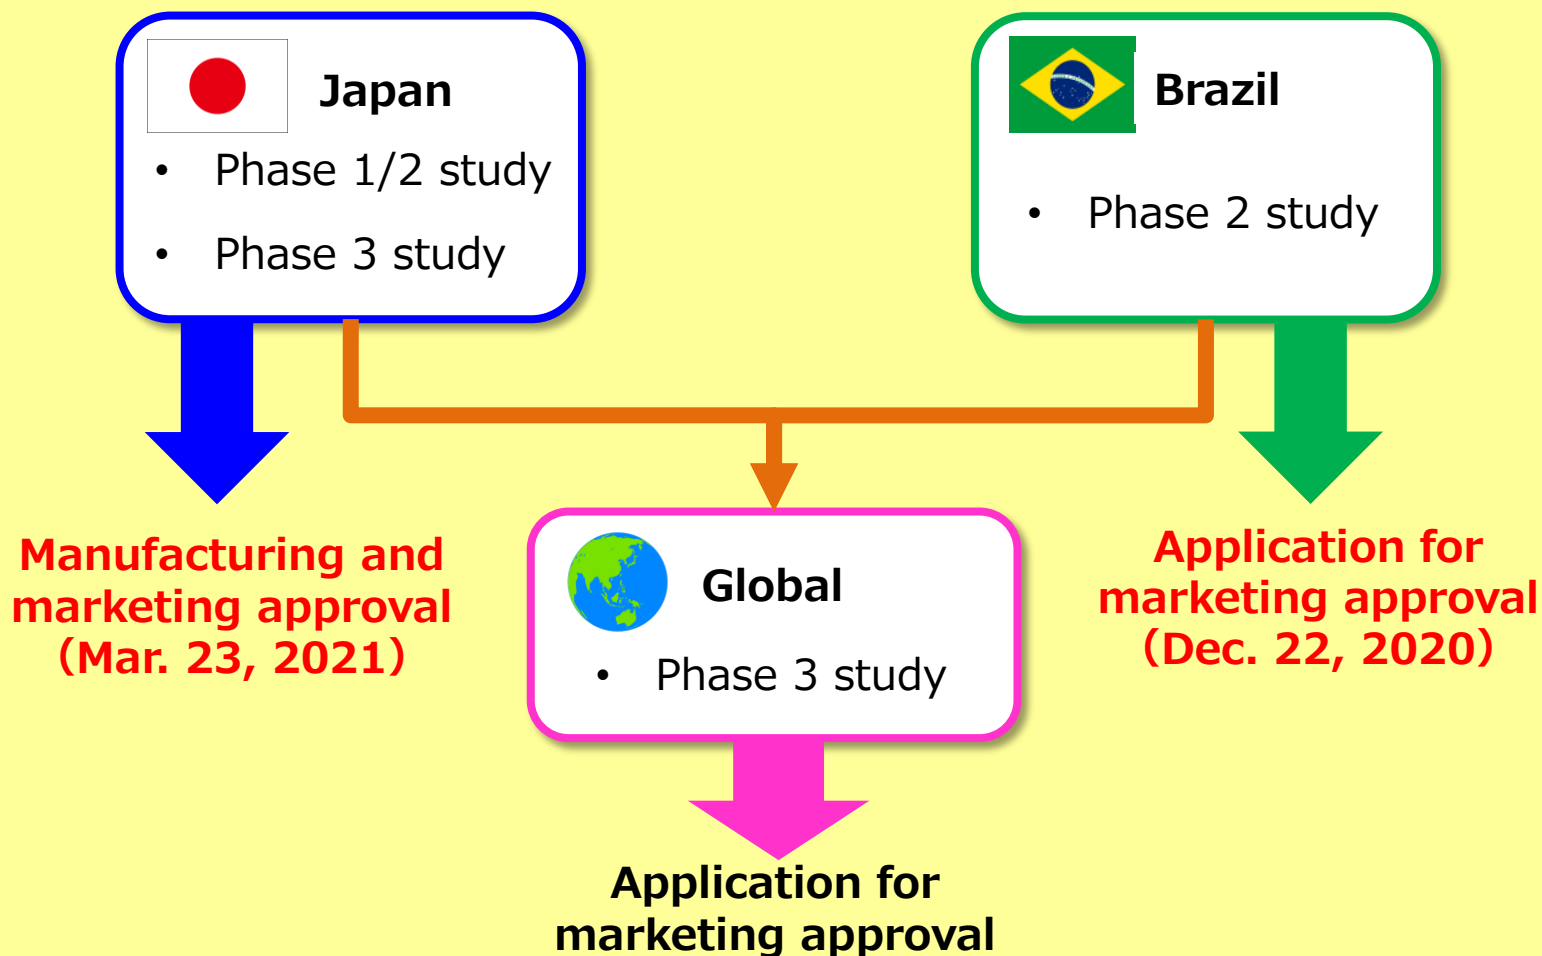 Japan
• Phase 1/2 study
• Phase 3 study
Brazil
• Phase 2 study
Manufacturing and
marketing approval
（Mar. 23, 2021）
Application for
marketing approval
（Dec. 22, 2020）
Global
• Phase 3 study
Application for
marketing approval